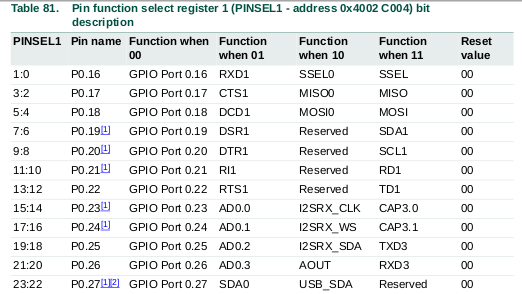 Table 81. Pin function select register 1 (PINSEL1 - address 0x4002 C004) bit
description
PINSEL1 Pin name Function when Function Function Function Reset
00 when 01 when 10 when 11 value
1:0 P0.16 GPIO Port 0.16 RXD1 SSEL0 SSEL 00
3:2 P0.17 GPIO Port 0.17 CTS1 MISO0 MISO 00
5:4 P0.18 GPIO Port 0.18 DCD1 MOSI0 MOSI 00
7:6 P0.19[1] GPIO Port 0.19 DSR1 Reserved SDA1 00
9:8 P0.20[1] GPIO Port 0.20 DTR1 Reserved SCL1 00
11:10 P0.21[1] GPIO Port 0.21 RI1 Reserved RD1 00
13:12 P0.22 GPIO Port 0.22 RTS1 Reserved TD1 00
15:14 P0.23[1] GPIO Port 0.23 AD0.0 I2SRX_CLK CAP3.0 00
17:16 P0.24[1] GPIO Port 0.24 AD0.1 I2SRX_WS CAP3.1 00
19:18 P0.25 GPIO Port 0.25 AD0.2 I2SRX_SDA TXD3 00
21:20 P0.26 GPIO Port 0.26 AD0.3 AOUT RXD3 00
23:22 P0.27[1][2] GPIO Port 0.27 SDA0 USB_SDA Reserved 00